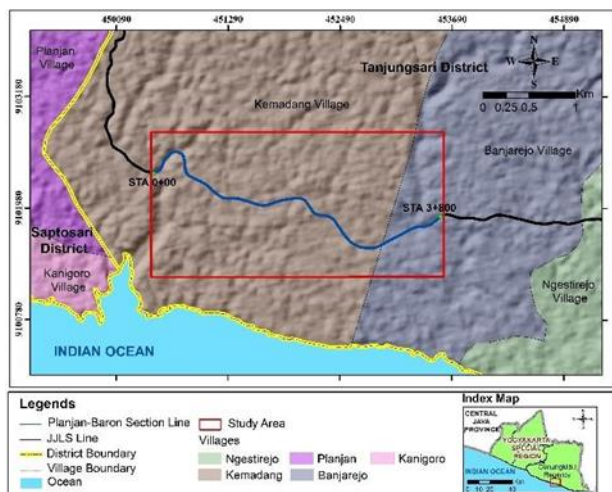 450090 451290 452490 453690 454890
Planjan
Village
Tanjungsari District
N
W E
S
Km
0 0.25 0.5 1
9103180
Kemadang Village
Banjarejo Village
STA 0+00
9101980
STA 3+800
Saptosari
District
Kanigoro
Village
Ngestirejo
Village
9100780
INDIAN OCEAN
Legends
Planjan-Baron Section Line
JJLS Line
District Boundary
Village Boundary
Ocean
Study Area
Villages
Ngestirejo
Planjan
Kanigoro
Kemadang
Banjarejo
Index Map
CENTRAL
JAVA
PROVINCE
YOGYAKARTA
SPECIAL
REGION
Gunungkidul
Regency
INDIAN OCEAN
Km